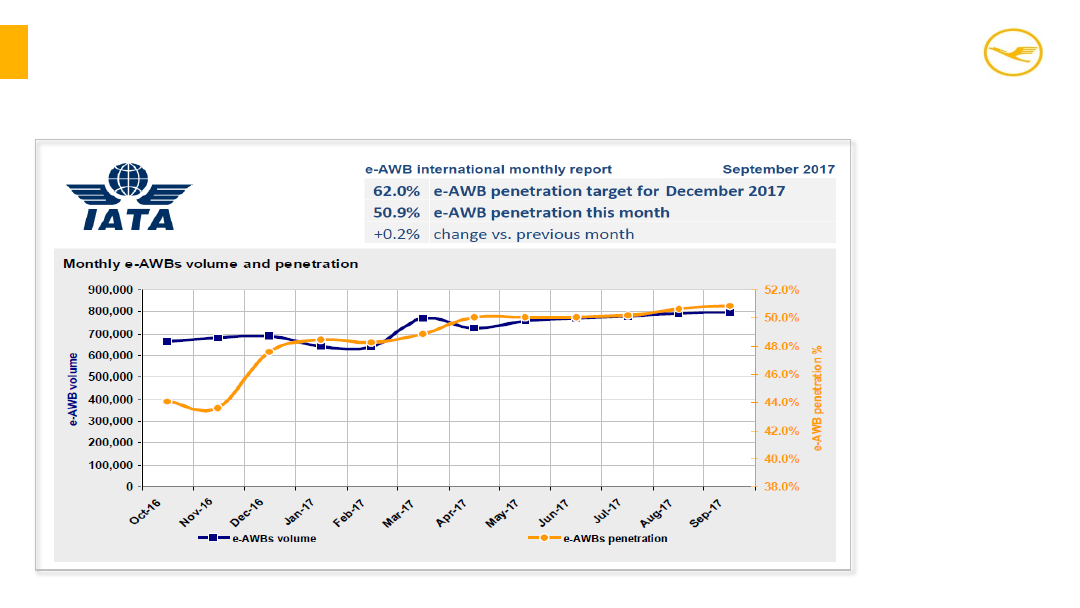 IATA
e-AWB international monthly report September 2017
62.0% e-AWB penetration target for December 2017
50.9% e-AWB penetration this month
+0.2% change vs. previous month
Monthly e-AWBs volume and penetration
900,000 52.0%
800,000 50.0%
700,000 48.0%
600,000 46.0%
500,000 44.0%
400,000 42.0%
300,000 40.0%
200,000 38.0%
100,000
0
e-AWB volume
e-AWB penetration %
Oct-16 Nov-16 Dec-16 Jan-17 Feb-17 Mar-17 Apr-17 May-17 Jun-17 Jul-17 Aug-17 Sep-17
e-AWBs volume e-AWBs penetration